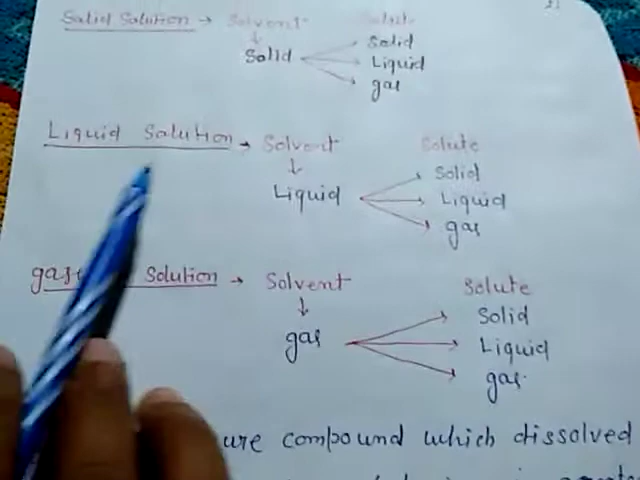 Solid Solution → Solvent Solute
↓
Solid Solid
Liquid
gas
Liquid Solution → Solvent Solute
↓ Solid
Liquid Liquid
gas
Solution → Solvent Solute
↓ Solid
gas Liquid
gas
compound which dissolved